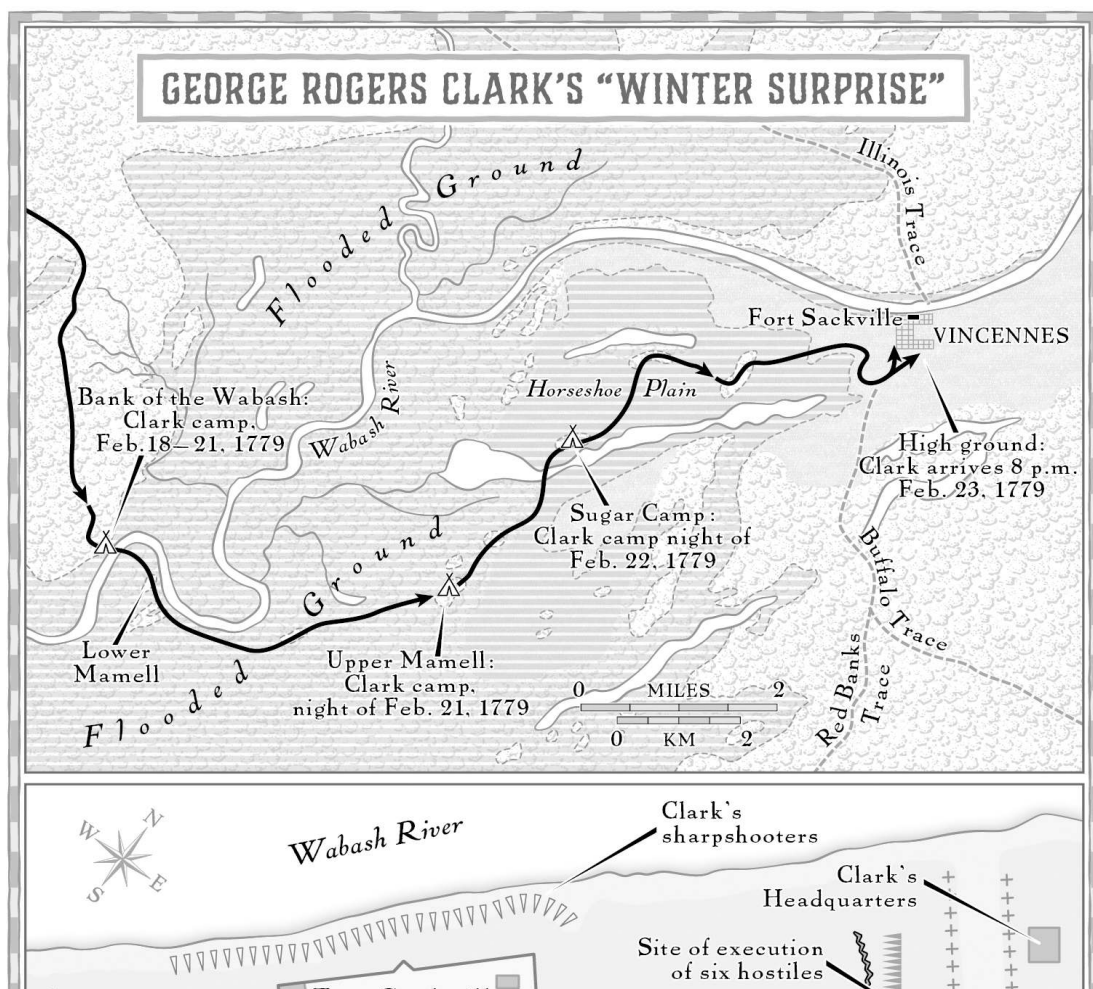 GEORGE ROGERS CLARK'S “WINTER SURPRISE”
Illinois Trace
Flooded Ground
Fort Sackville
VINCENNES
Horseshoe Plain
Bank of the Wabash:
Clark camp,
Feb. 18–21, 1779
Wabash River
High ground:
Clark arrives 8 p.m.
Feb. 23, 1779
Sugar Camp:
Clark camp night of
Feb. 22, 1779
Buffalo Trace
Flooded Ground
Lower
Mamell
Upper Mamell:
Clark camp,
night of Feb. 21, 1779
Red Banks
Trace
0 MILES 2
0 KM 2
N
W
E
S
Wabash River
Clark's
sharpshooters
Clark's
Headquarters
Site of execution
of six hostiles